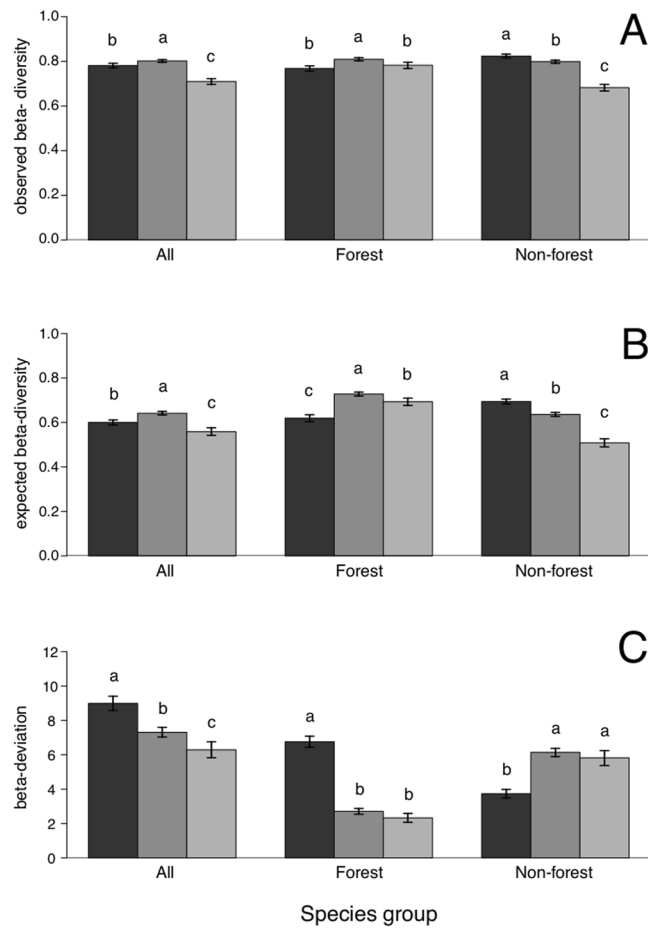 A
observed beta- diversity
1.0
0.8
0.6
0.4
0.2
0.0
b a c
b a b
a b c
All Forest Non-forest
B
expected beta-diversity
1.0
0.8
0.6
0.4
0.2
0.0
b a c
c a b
a b c
All Forest Non-forest
C
beta-deviation
12
10
8
6
4
2
0
a b c
a b b
b a a
All Forest Non-forest
Species group